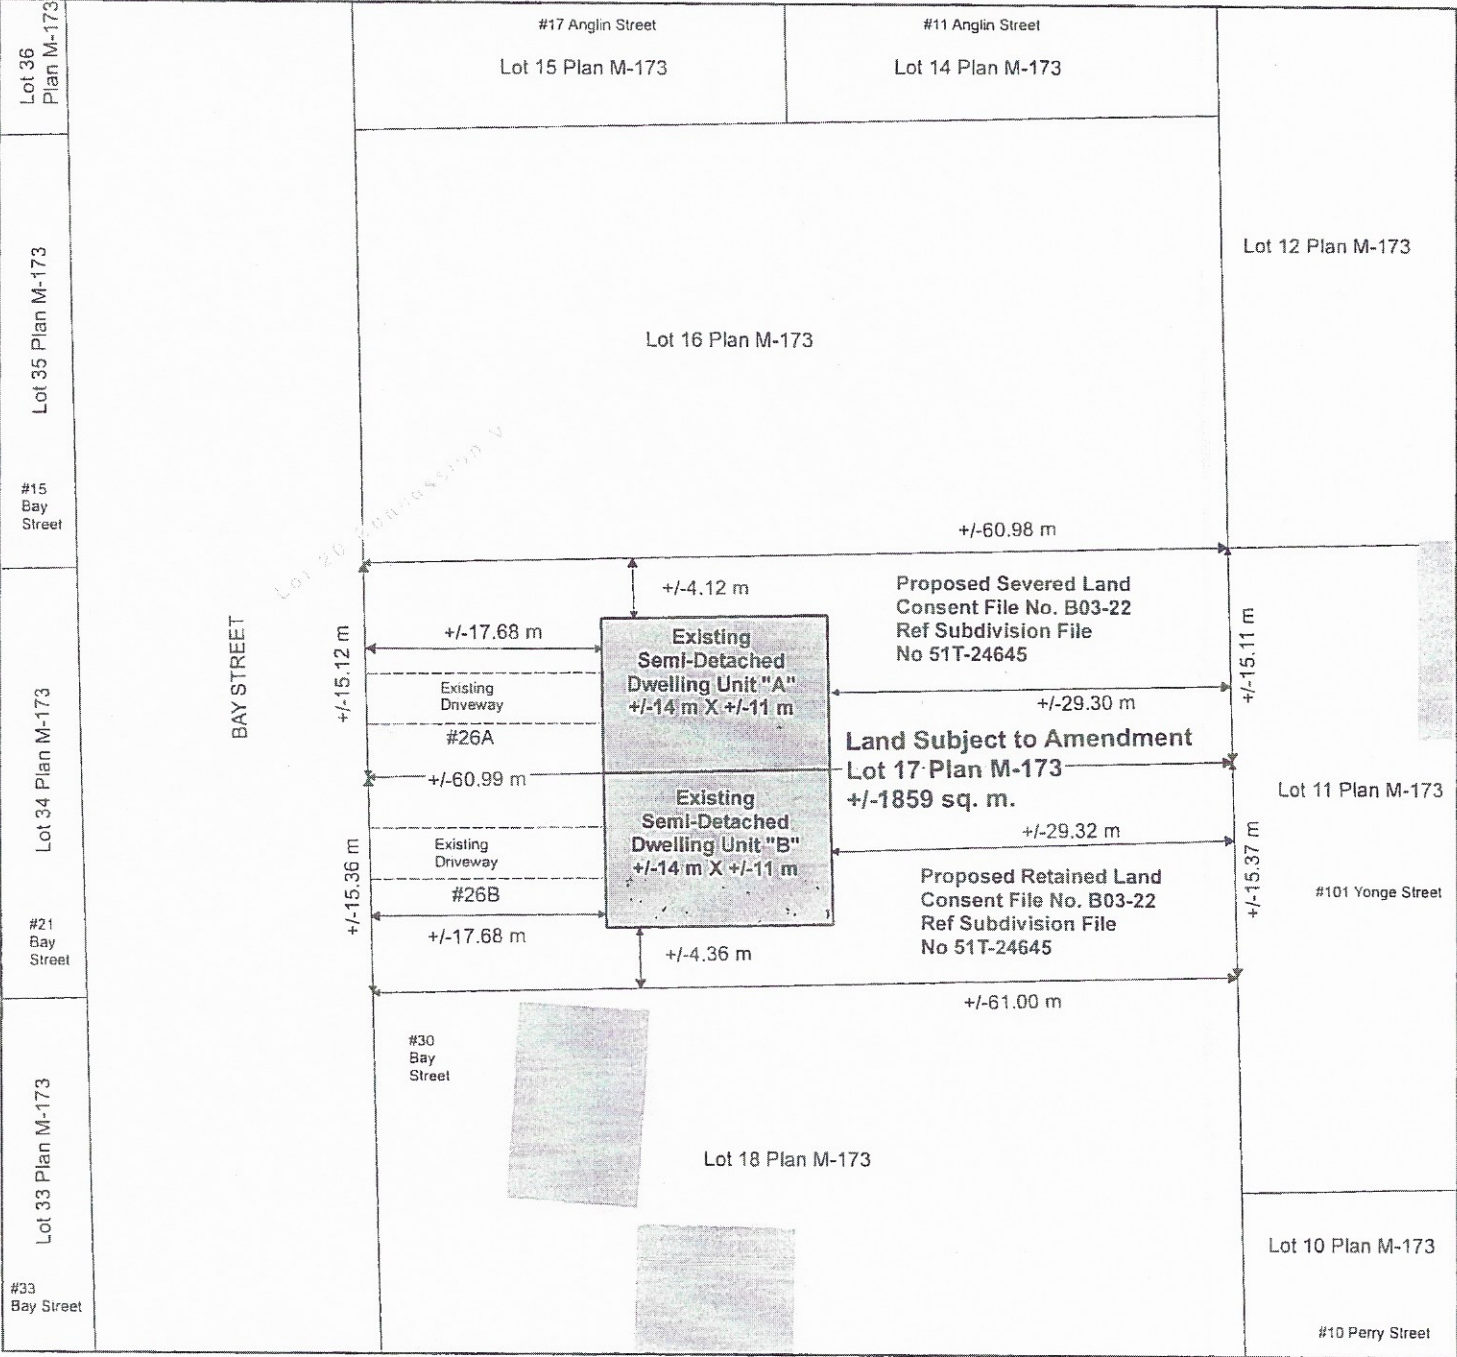 #17 Anglin Street
Lot 15 Plan M-173
#11 Anglin Street
Lot 14 Plan M-173
Lot 36
Plan M-173
Lot 12 Plan M-173
Lot 35 Plan M-173
Lot 16 Plan M-173
#15
Bay
Street
Lot 20 Concession V
+/-60.98 m
+/-4.12 m
Proposed Severed Land
Consent File No. B03-22
Ref Subdivision File
No 51T-24645
BAY STREET
+/-15.12 m
+/-17.68 m
Existing
Driveway
#26A
+/-60.99 m
Existing
Semi-Detached
Dwelling Unit "A"
+/-14 m X +/-11 m
+/-29.30 m
+/-15.11 m
Land Subject to Amendment
Lot 17 Plan M-173
+/-1859 sq. m.
Lot 34 Plan M-173
Lot 11 Plan M-173
#101 Yonge Street
+/-15.36 m
Existing
Driveway
#26B
+/-17.68 m
Existing
Semi-Detached
Dwelling Unit "B"
+/-14 m X +/-11 m
+/-29.32 m
+/-15.37 m
Proposed Retained Land
Consent File No. B03-22
Ref Subdivision File
No 51T-24645
+/-4.36 m
+/-61.00 m
#21
Bay
Street
#30
Bay
Street
Lot 18 Plan M-173
Lot 33 Plan M-173
#33
Bay Street
Lot 10 Plan M-173
#10 Perry Street